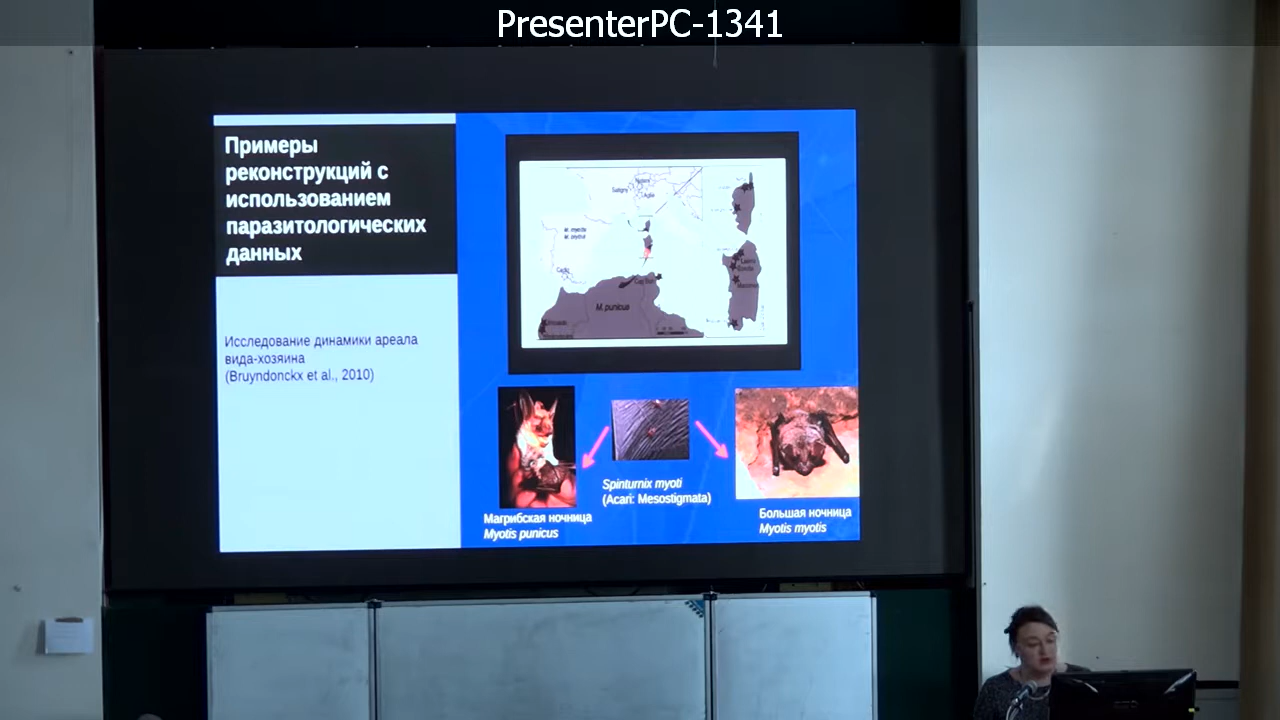 PresenterPC-1341
Примеры
реконструкций с
использованием
паразитологических
данных
Исследование динамики ареала
вида-хозяина
(Bruyndonckx et al., 2010)
M. punicus
Spinturnix myoti
(Acari: Mesostigmata)
Магрибская ночница
Myotis punicus
Большая ночница
Myotis myotis